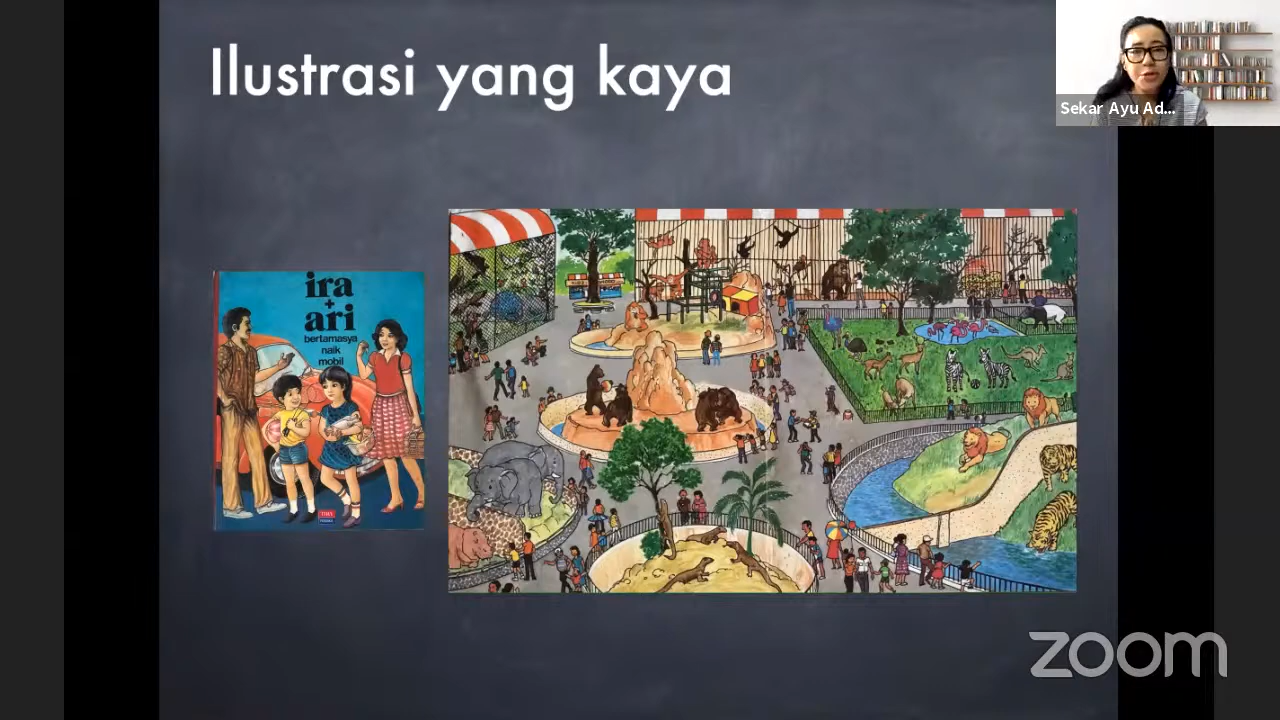 Ilustrasi yang kaya
Sekar Ayu Ad...
ira
+
ari
bertamasya
naik
mobil
zoom